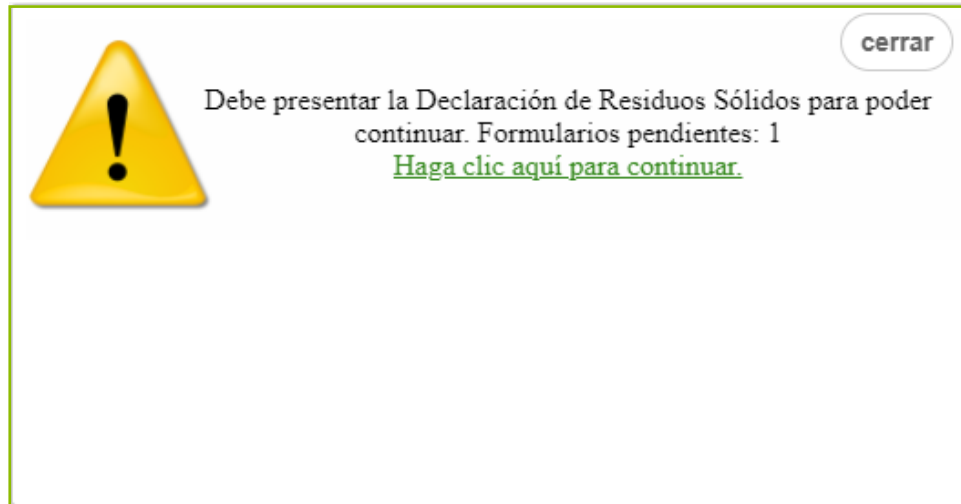 cerrar
Debe presentar la Declaración de Residuos Sólidos para poder
continuar. Formularios pendientes: 1
Haga clic aquí para continuar.